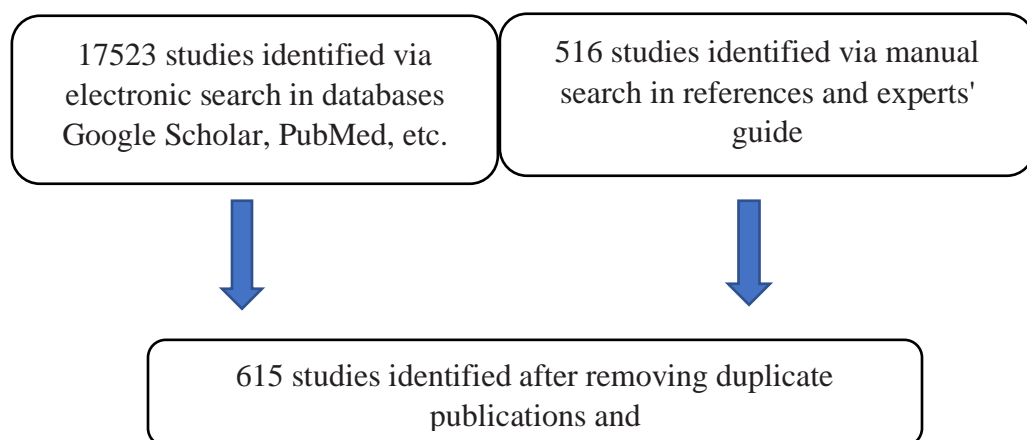 17523 studies identified via
electronic search in databases
Google Scholar, PubMed, etc.
516 studies identified via manual
search in references and experts'
guide
615 studies identified after removing duplicate
publications and